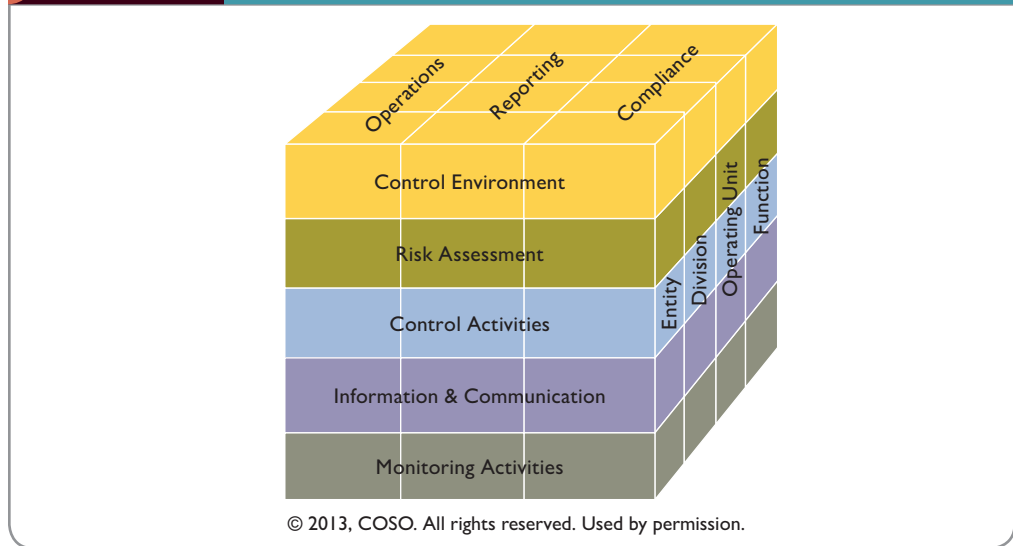 Operations
Reporting
Compliance
Control Environment
Risk Assessment
Control Activities
Information & Communication
Monitoring Activities
Entity
Division
Operating Unit
Function
© 2013, COSO. All rights reserved. Used by permission.